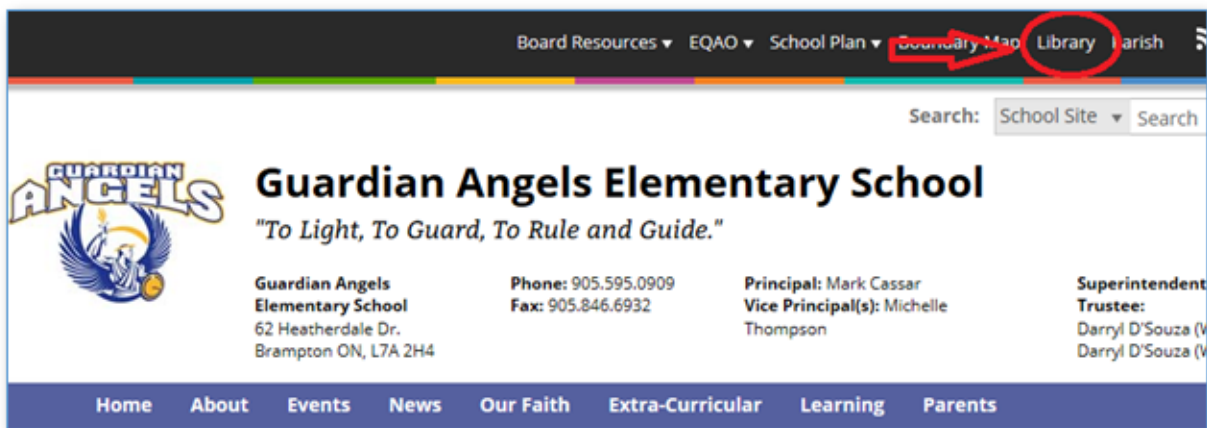 Board Resources ▾ EQAO ▾ School Plan ▾ Boundary Map Library Parish
Search: School Site ▾ Search
GUARDIAN
ANGELS
Guardian Angels Elementary School
"To Light, To Guard, To Rule and Guide."
Guardian Angels
Elementary School
62 Heatherdale Dr.
Brampton ON, L7A 2H4
Phone: 905.595.0909
Fax: 905.846.6932
Principal: Mark Cassar
Vice Principal(s): Michelle
Thompson
Superintendent
Trustee:
Darryl D'Souza (
Darryl D'Souza (
Home About Events News Our Faith Extra-Curricular Learning Parents